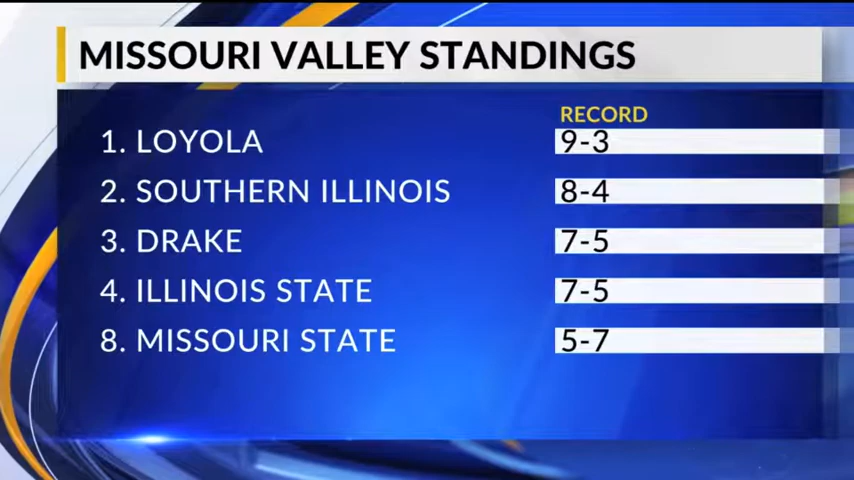 MISSOURI VALLEY STANDINGS
RECORD
1. LOYOLA 9-3
2. SOUTHERN ILLINOIS 8-4
3. DRAKE 7-5
4. ILLINOIS STATE 7-5
8. MISSOURI STATE 5-7